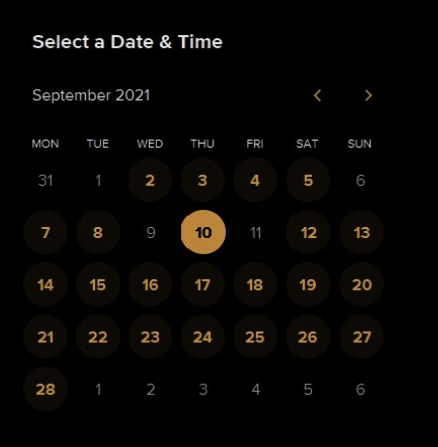 Select a Date & Time
September 2021
MON TUE WED THU FRI SAT SUN
31 1 2 3 4 5 6
7 8 9 10 11 12 13
14 15 16 17 18 19 20
21 22 23 24 25 26 27
28 1 2 3 4 5 6